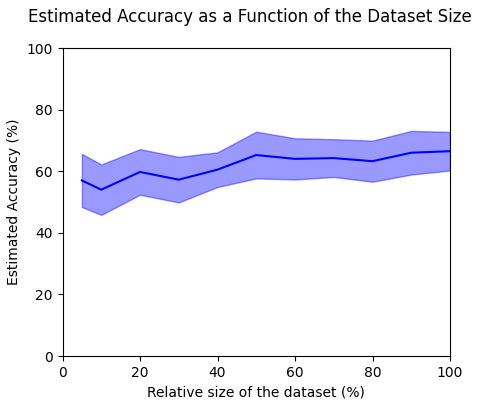 Estimated Accuracy as a Function of the Dataset Size
100
80
60
40
20
0
Estimated Accuracy (%)
0 20 40 60 80 100
Relative size of the dataset (%)